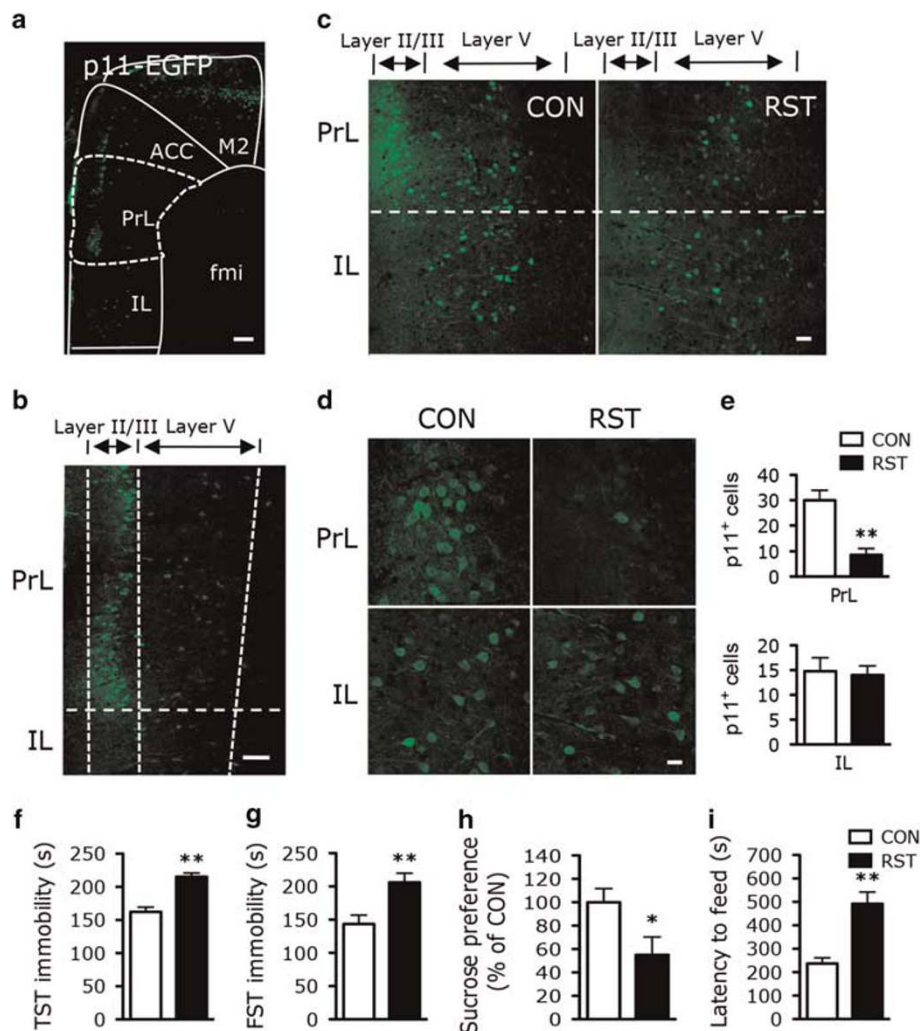 a
p11-EGFP
ACC
M2
PrL
fmi
IL
b
Layer II/III Layer V
PrL
IL
c
Layer II/III Layer V Layer II/III Layer V
CON RST
PrL
IL
d
CON RST
PrL
IL
e
CON
RST
p11+ cells
40
30
20
10
0
**
PrL
p11+ cells
20
15
10
5
0
IL
f
TST immobility (s)
250
200
150
100
50
0
**
g
FST immobility (s)
250
200
150
100
50
0
**
h
Sucrose preference
(% of CON)
140
120
100
80
60
40
20
0
*
i
CON
RST
Latency to feed (s)
700
600
500
400
300
200
100
0
**